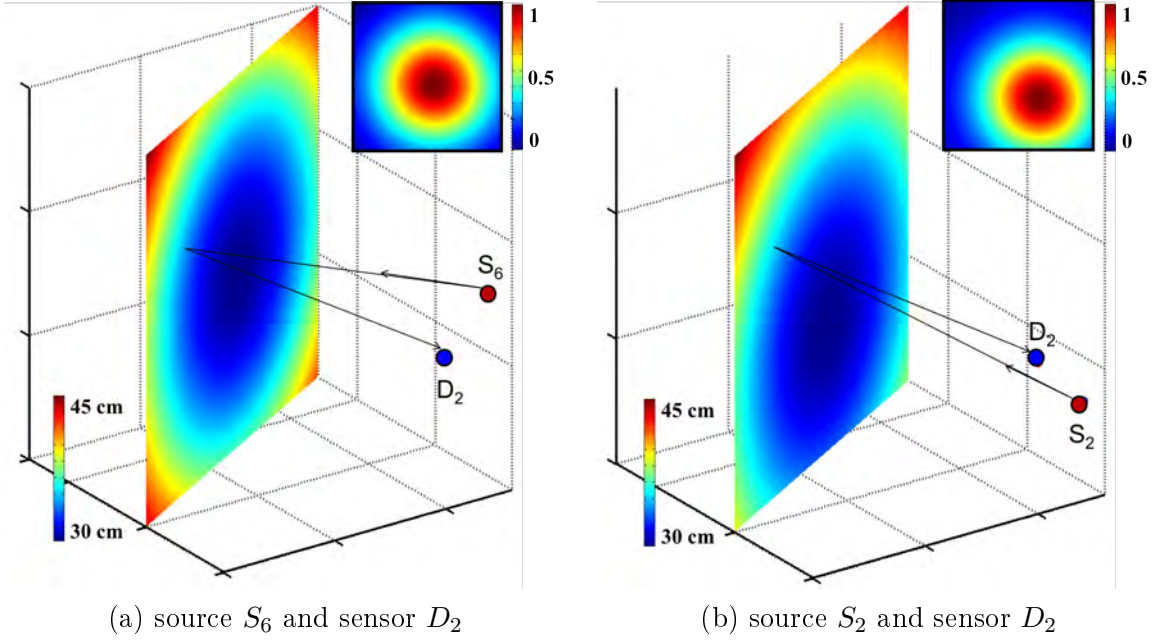 1
0.5
0
S6
D2
45 cm
30 cm
(a) source S6 and sensor D2
1
0.5
0
D2
S2
45 cm
30 cm
(b) source S2 and sensor D2